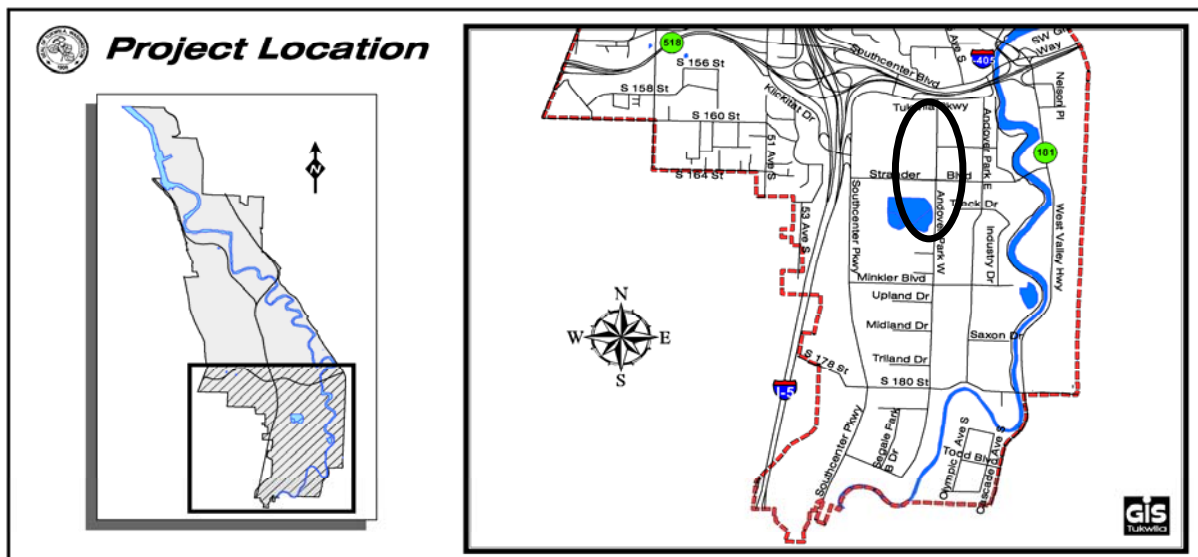 Project Location
N
518
S 156 St
S 158 St
S 160 St
S 164 St
Klickitat Dr
51 Ave S
53 Ave S
Southcenter Blvd
Ave S
I-405
SW Gr
Way
Nelson Pl
Tukwila Pkwy
Andover Park E
101
Strander Blvd
Southcenter Pkwy
Andover Park W
Treck Dr
Industry Dr
West Valley Hwy
Minkler Blvd
Upland Dr
Midland Dr
Saxon Dr
Triland Dr
S 178 St
S 180 St
I-5
N
W
E
S
Southcenter Pkwy
Segale Park
B Dr
Olympic Ave S
Todd Blvd
Cascade Ave S
GIS
Tukwila